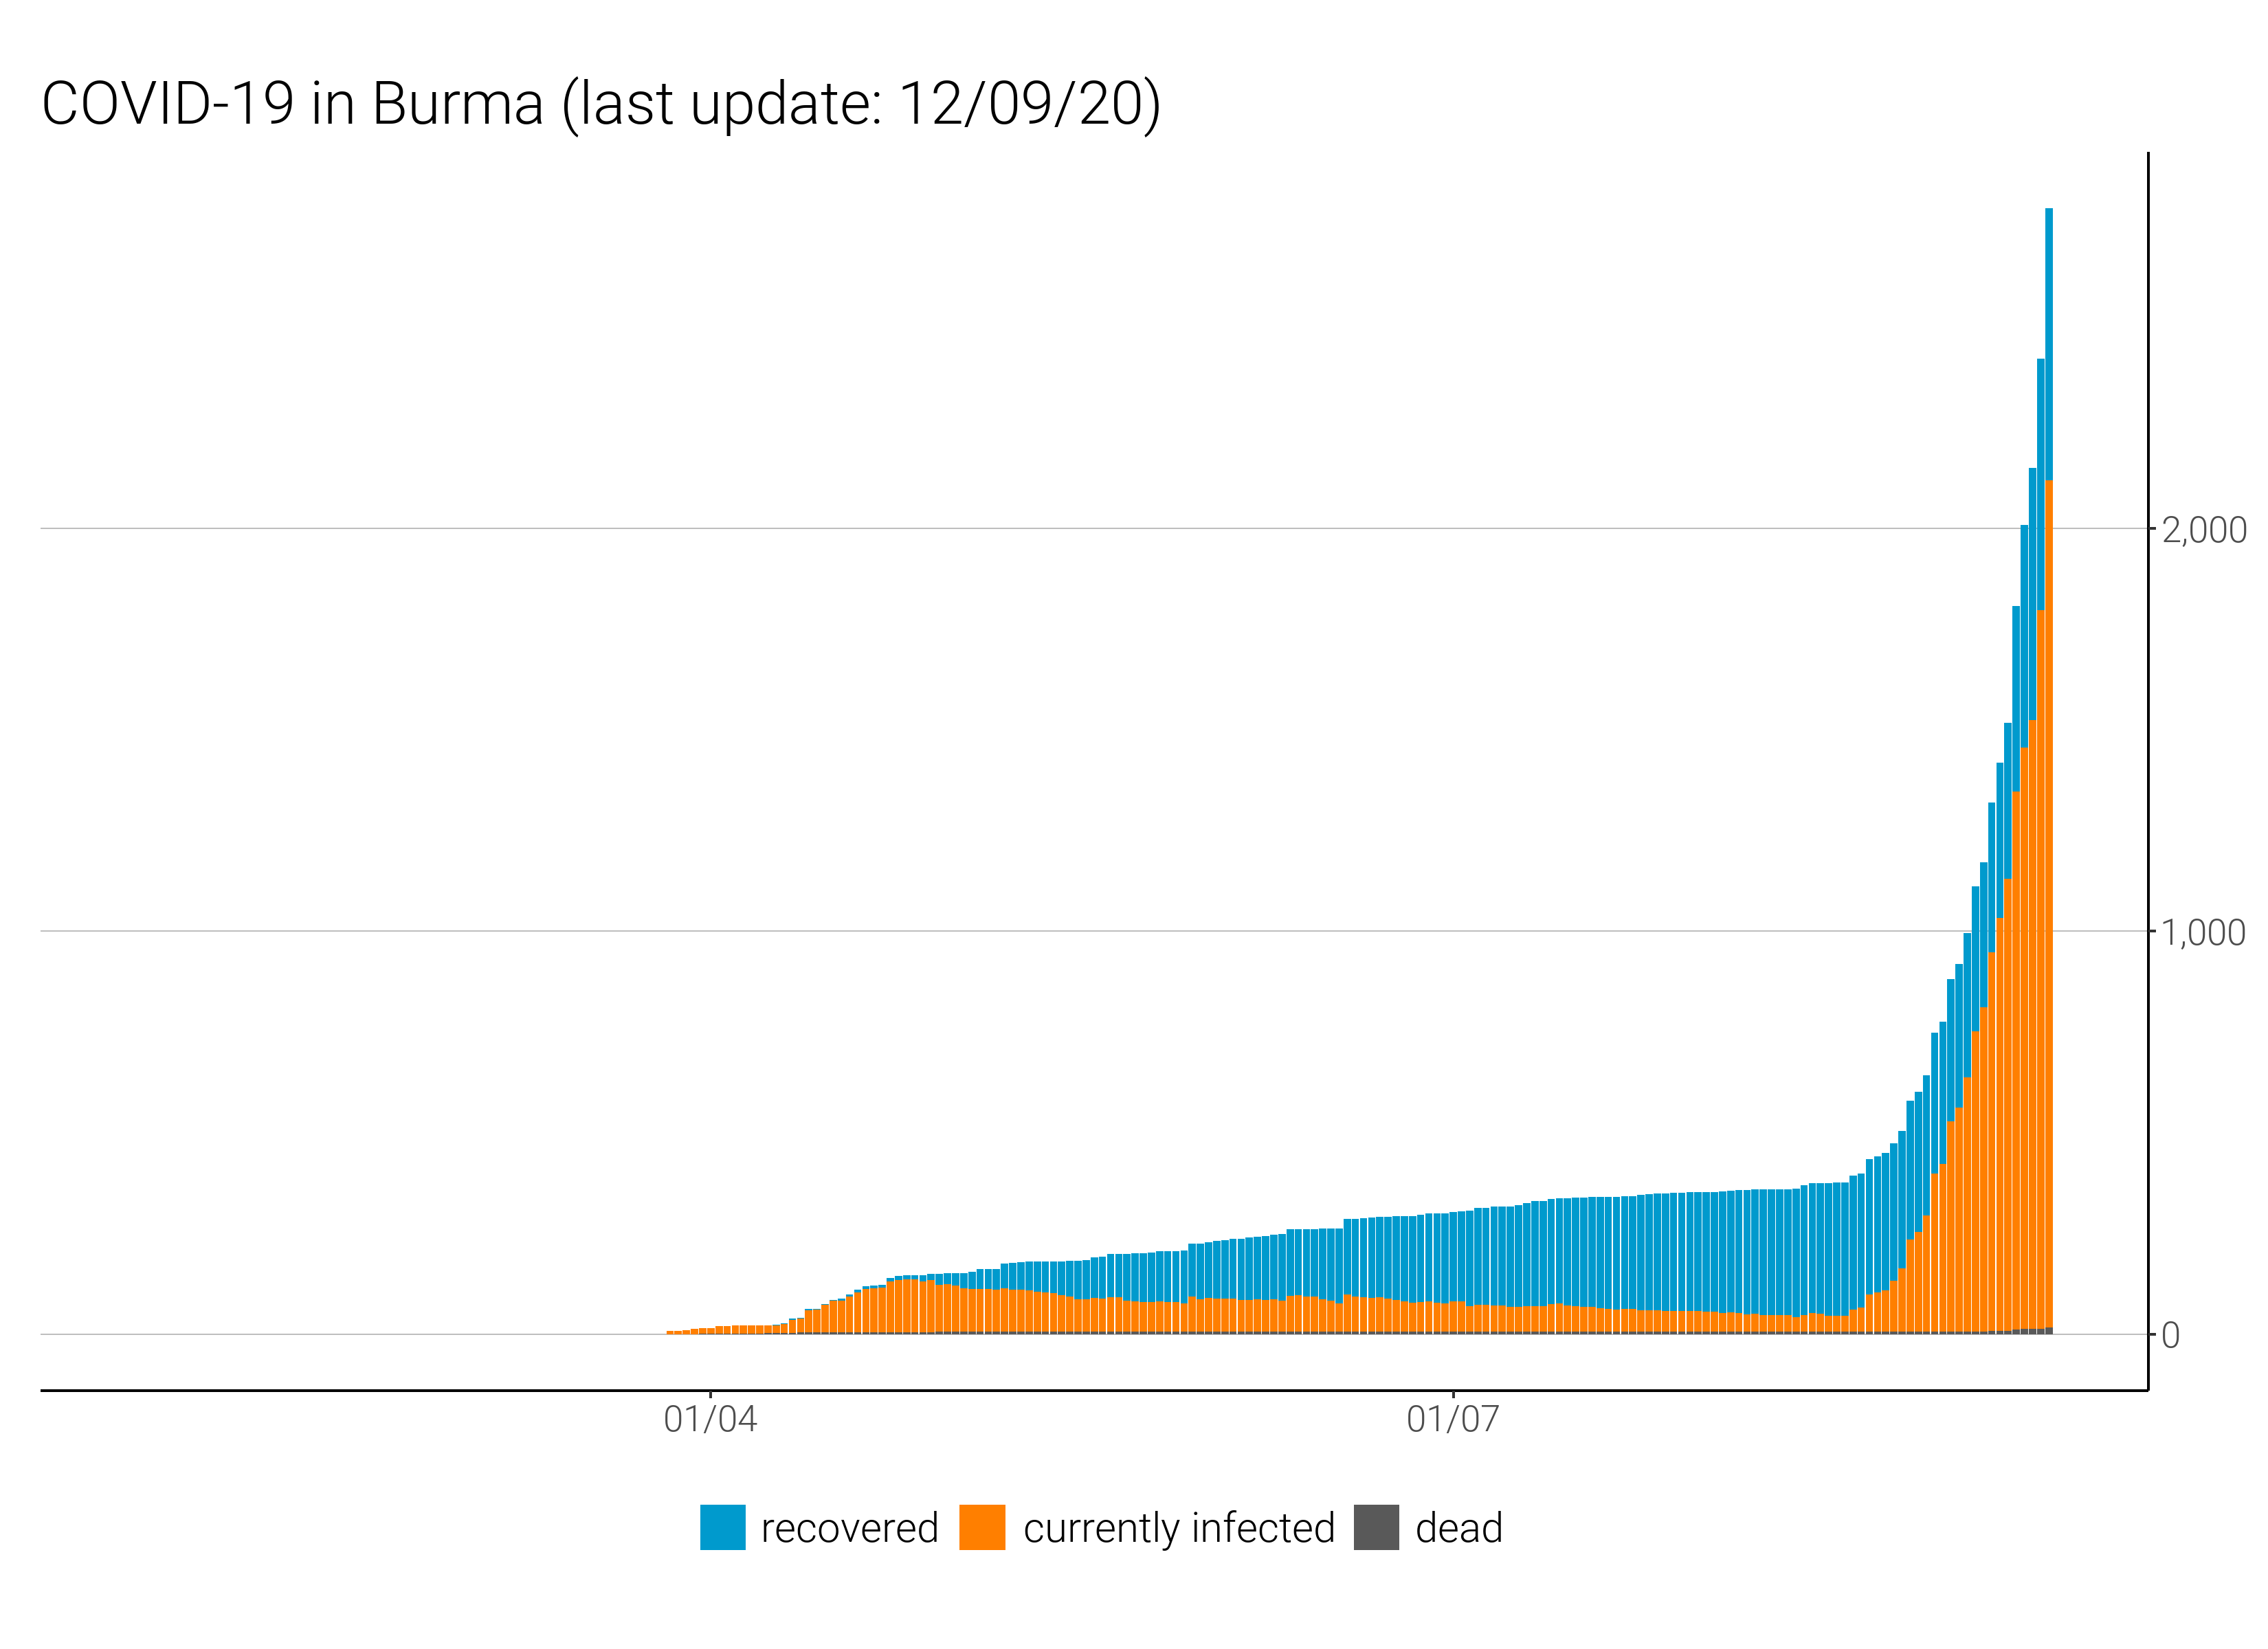 COVID-19 in Burma (last update: 12/09/20)
2,000
1,000
0
01/04 01/07
recovered currently infected dead